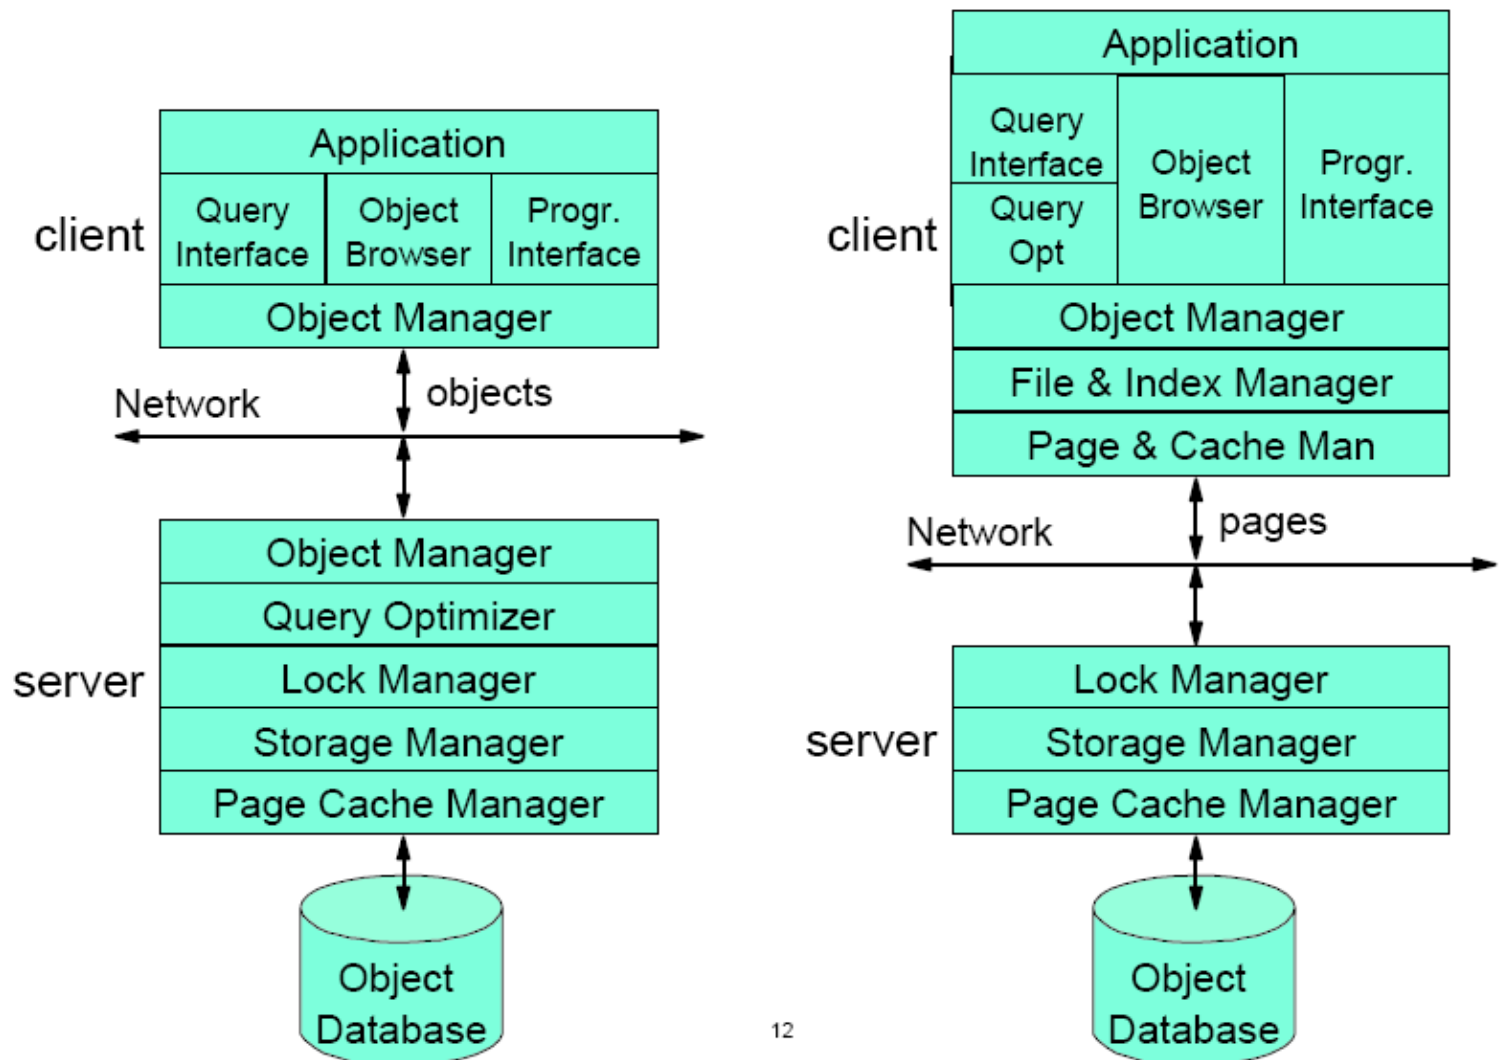 Application
client
Query
Interface
Object
Browser
Progr.
Interface
Object Manager
Network
objects
server
Object Manager
Query Optimizer
Lock Manager
Storage Manager
Page Cache Manager
Object
Database
Application
client
Query
Interface
Query
Opt
Object
Browser
Progr.
Interface
Object Manager
File & Index Manager
Page & Cache Man
Network
pages
server
Lock Manager
Storage Manager
Page Cache Manager
Object
Database
12